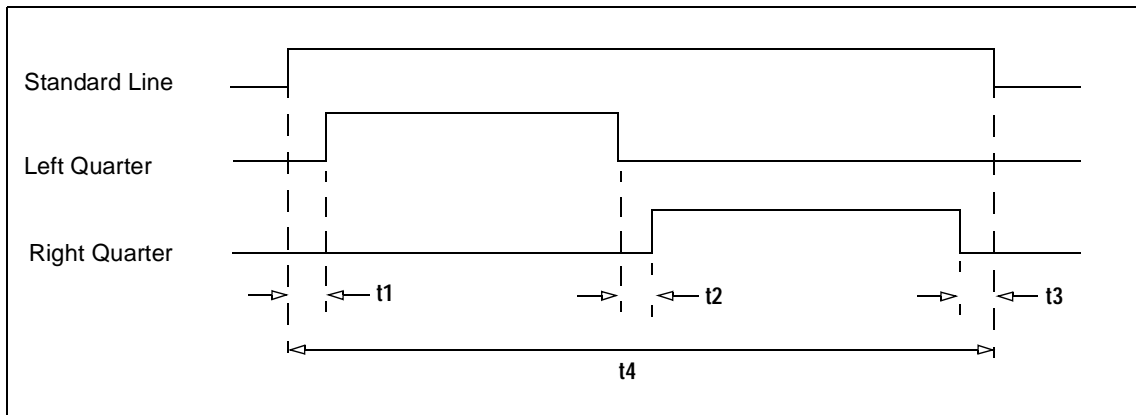 Standard Line
Left Quarter
Right Quarter
t1
t2
t3
t4